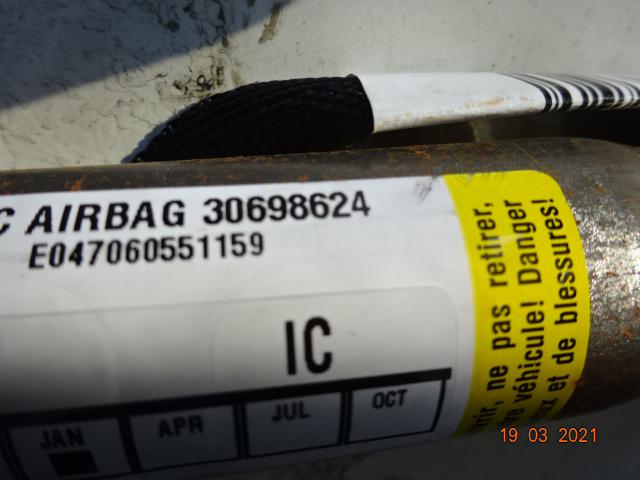 C AIRBAG 30698624
E047060551159
IC
JAN APR JUL OCT
ne pas retirer,
véhicule! Danger
et de blessures!
19 03 2021